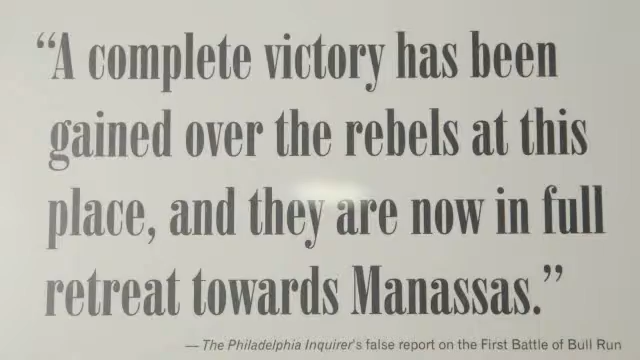 “A complete victory has been
gained over the rebels at this
place, and they are now in full
retreat towards Manassas.”
— The Philadelphia Inquirer's false report on the First Battle of Bull Run